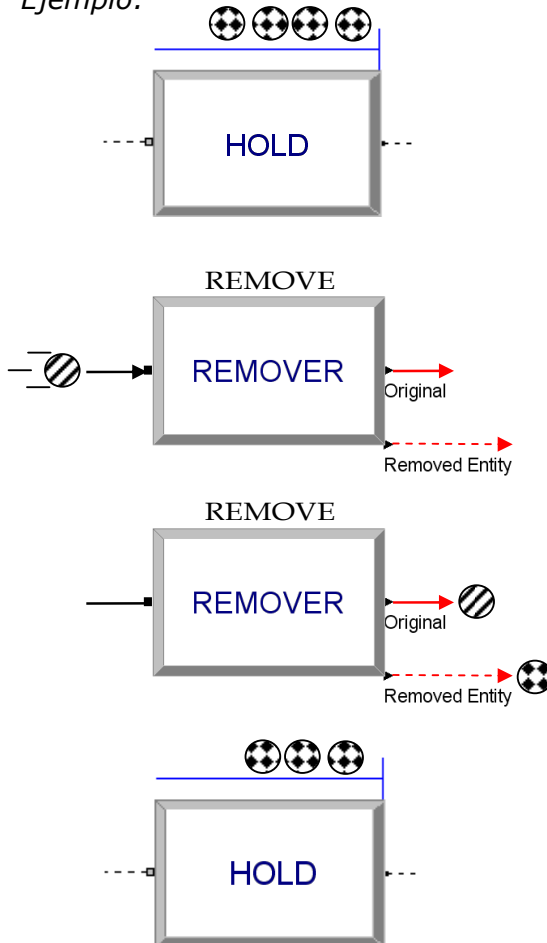 Ejemplo:
HOLD
REMOVE
REMOVER
Original
Removed Entity
REMOVE
REMOVER
Original
Removed Entity
HOLD